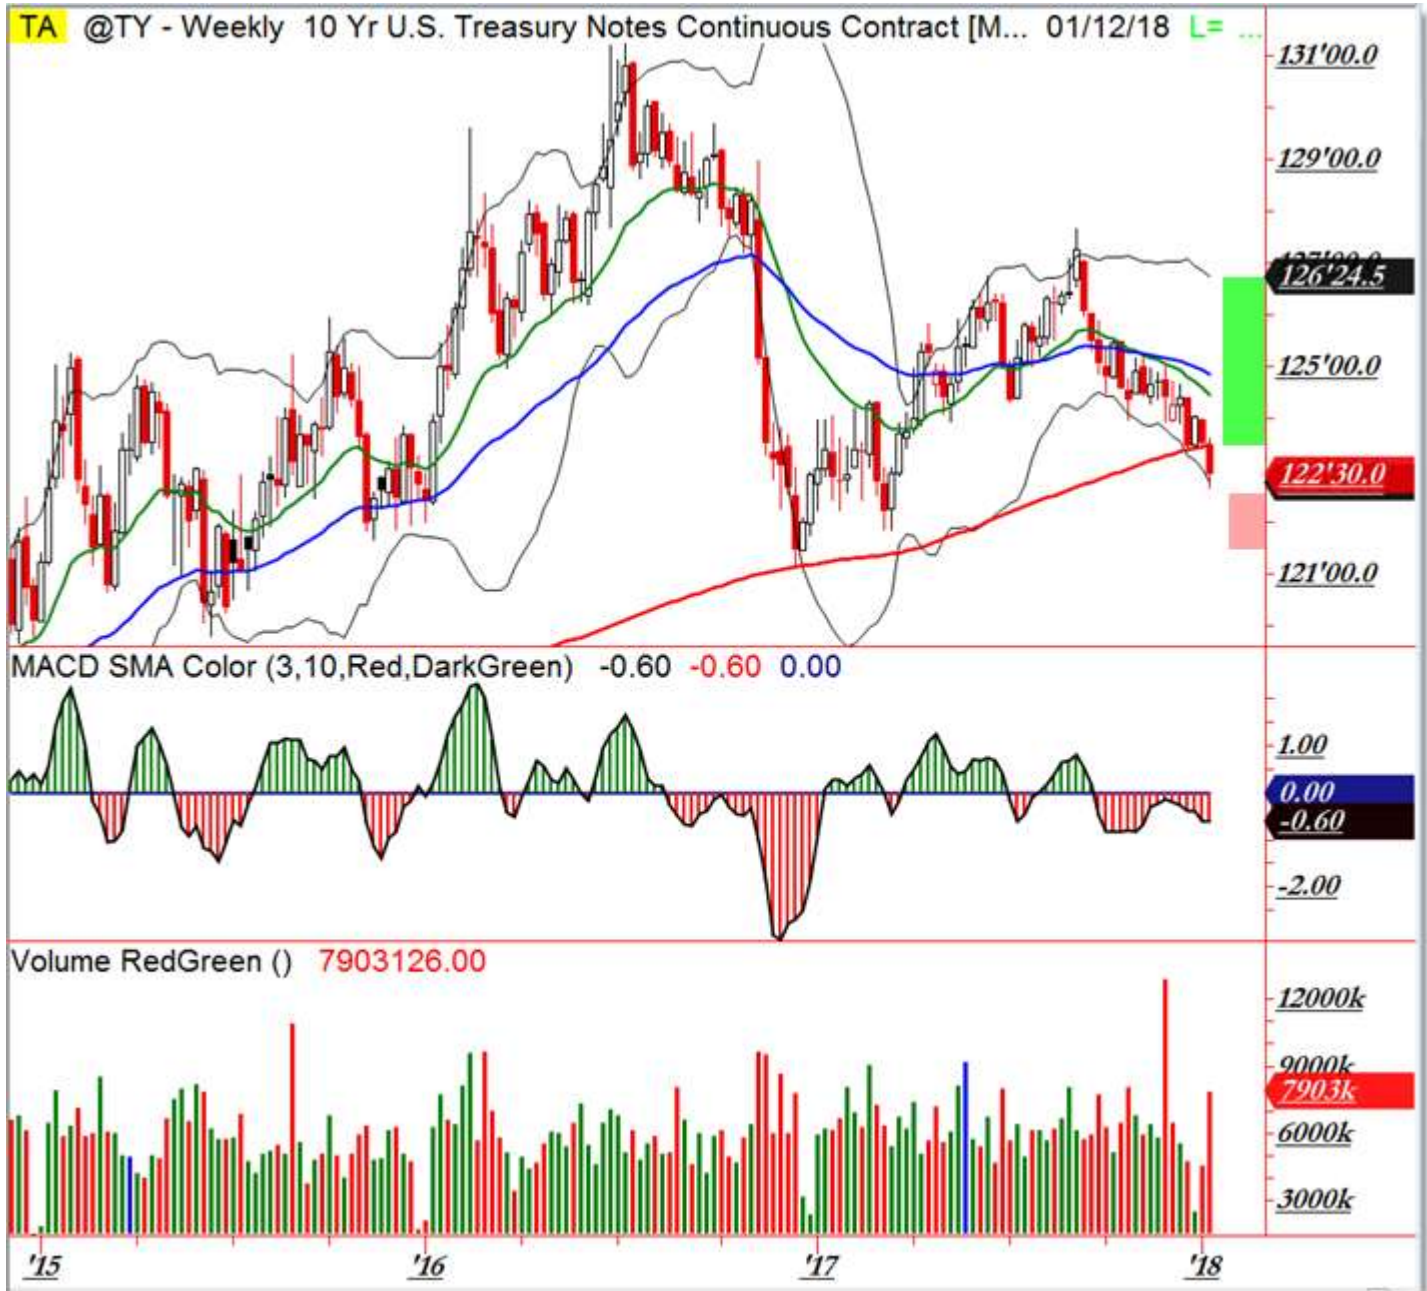 TA @TY - Weekly 10 Yr U.S. Treasury Notes Continuous Contract [M... 01/12/18 L= ...
131'00.0
129'00.0
127'00.0
126'24.5
125'00.0
122'30.0
121'00.0
MACD SMA Color (3,10,Red,DarkGreen) -0.60 -0.60 0.00
1.00
0.00
-0.60
-2.00
Volume RedGreen () 7903126.00
12000k
9000k
7903k
6000k
3000k
'15 '16 '17 '18